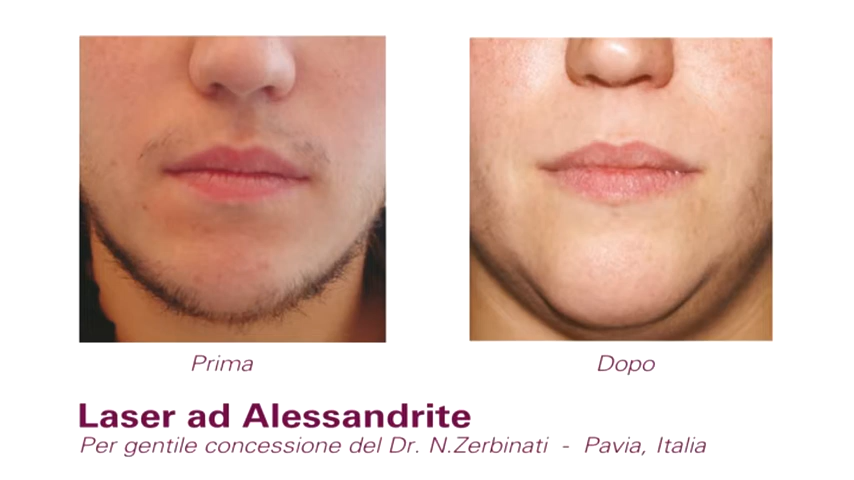 Prima
Dopo
Laser ad Alessandrite
Per gentile concessione del Dr. N.Zerbinati - Pavia, Italia